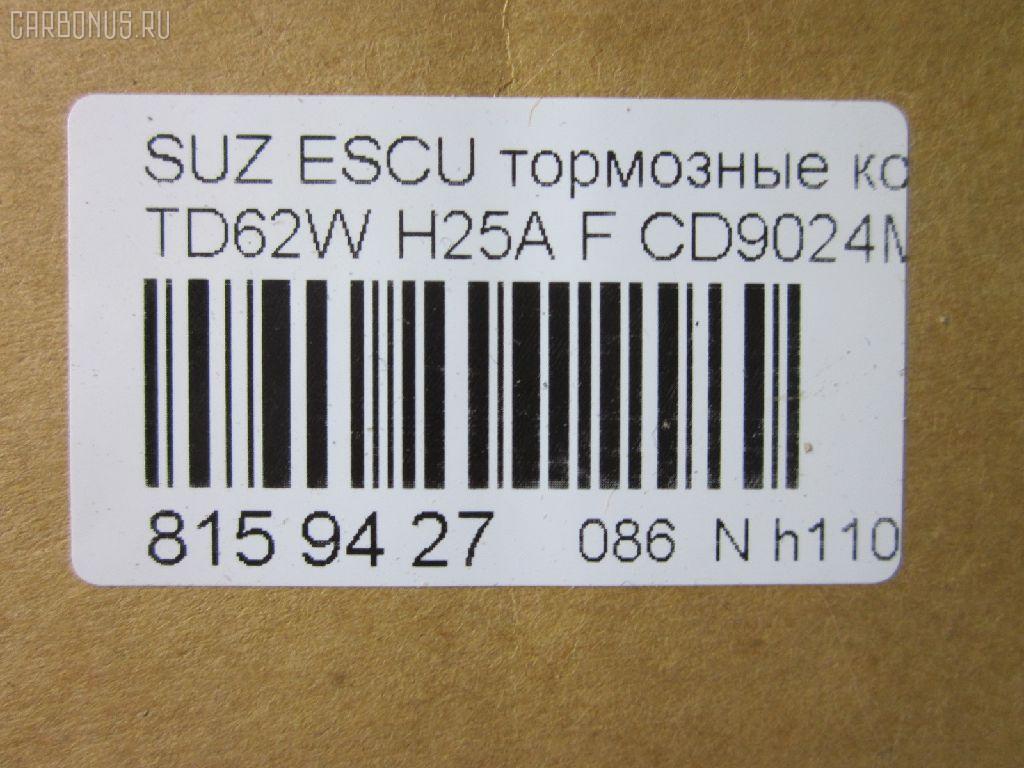 CARBONUS.RU
SUZ ESCU тормозные ко
TD62W H25A F CD9024M
815 94 27 086 N h110